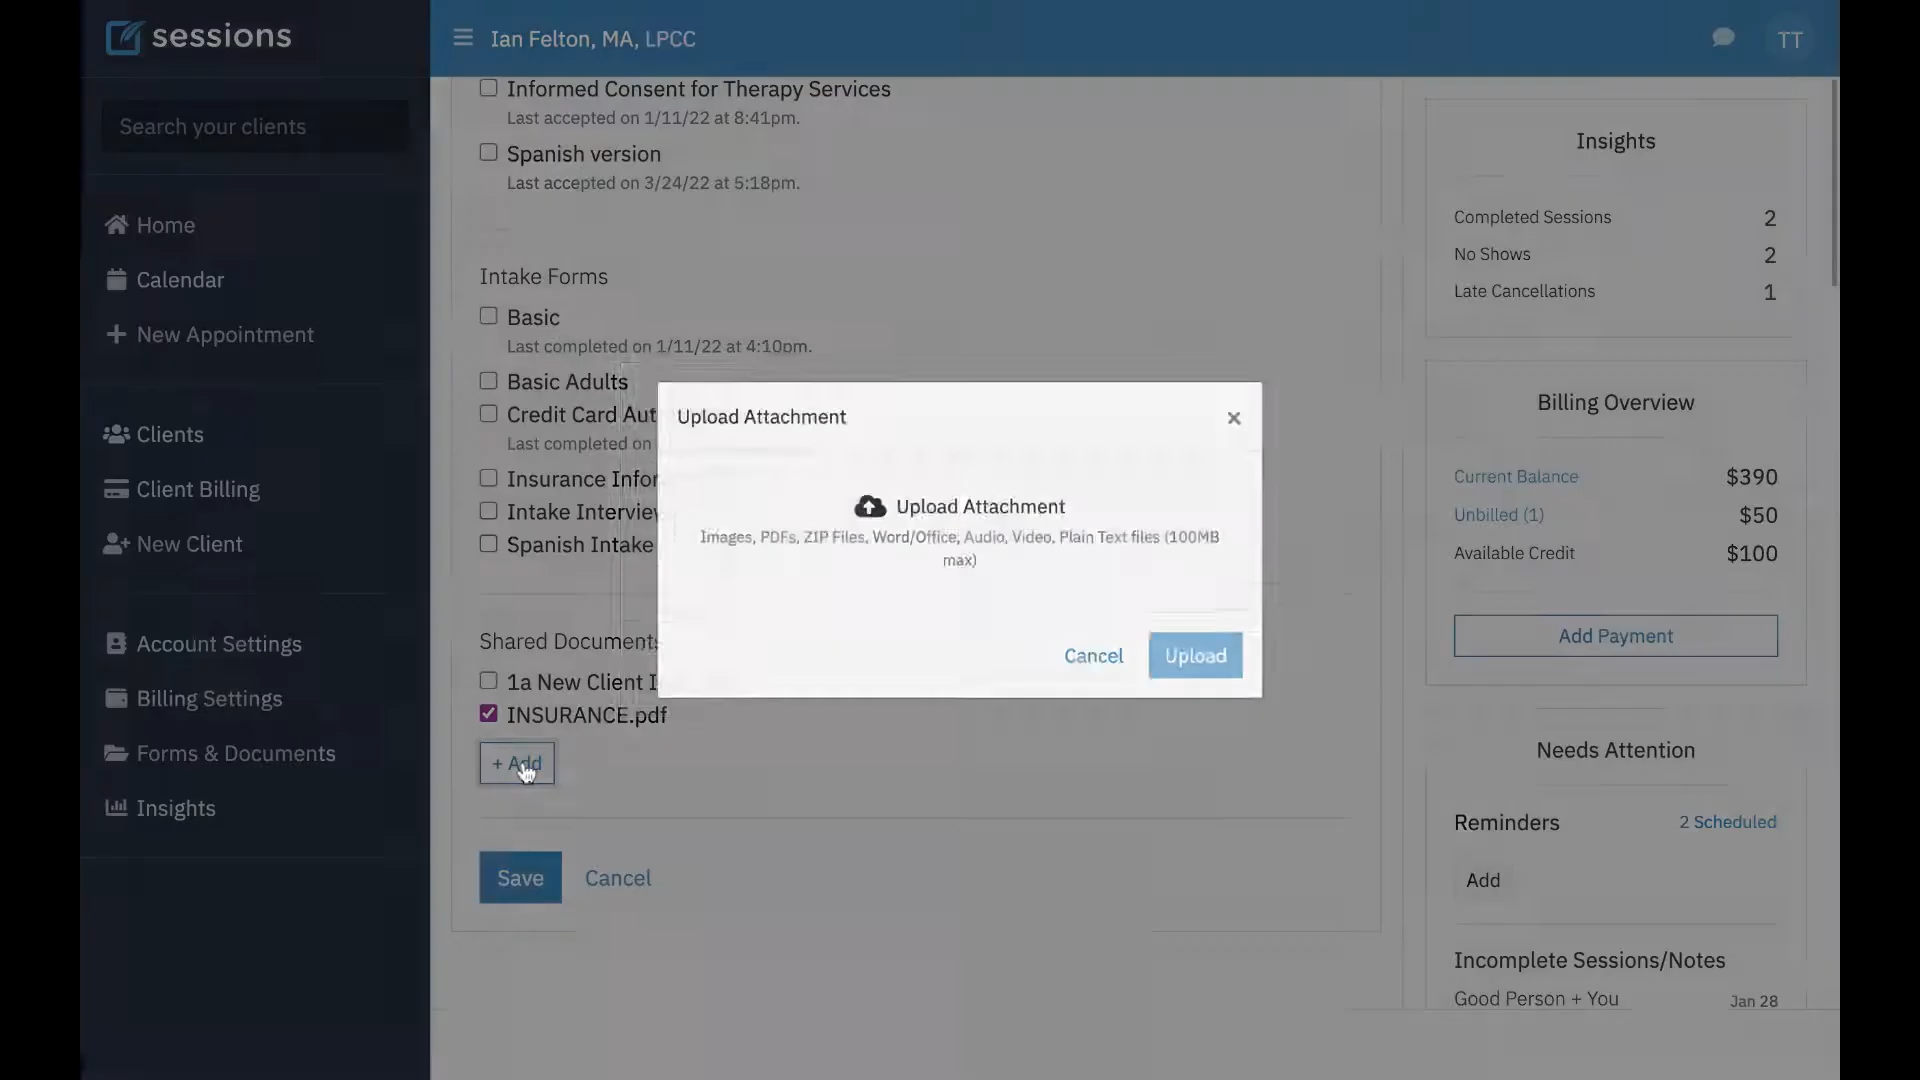 sessions
Search your clients
Home
Calendar
New Appointment
Clients
Client Billing
New Client
Account Settings
Billing Settings
Forms & Documents
Insights
Ian Felton, MA, LPCC
TT
Informed Consent for Therapy Services
Last accepted on 1/11/22 at 8:41pm.
Spanish version
Last accepted on 3/24/22 at 5:18pm.
Intake Forms
Basic
Last completed on 1/11/22 at 4:10pm.
Basic Adults
Credit Card Aut
Last completed on
Insurance Infor
Intake Interview
Spanish Intake
Shared Documents
1a New Client I
INSURANCE.pdf
+ Add
Save Cancel
Upload Attachment
Upload Attachment
Images, PDFs, ZIP Files, Word/Office, Audio, Video, Plain Text files (100MB
max)
Cancel Upload
Insights
Completed Sessions 2
No Shows 2
Late Cancellations 1
Billing Overview
Current Balance $390
Unbilled (1) $50
Available Credit $100
Add Payment
Needs Attention
Reminders 2 Scheduled
Add
Incomplete Sessions/Notes
Good Person + You Jan 28